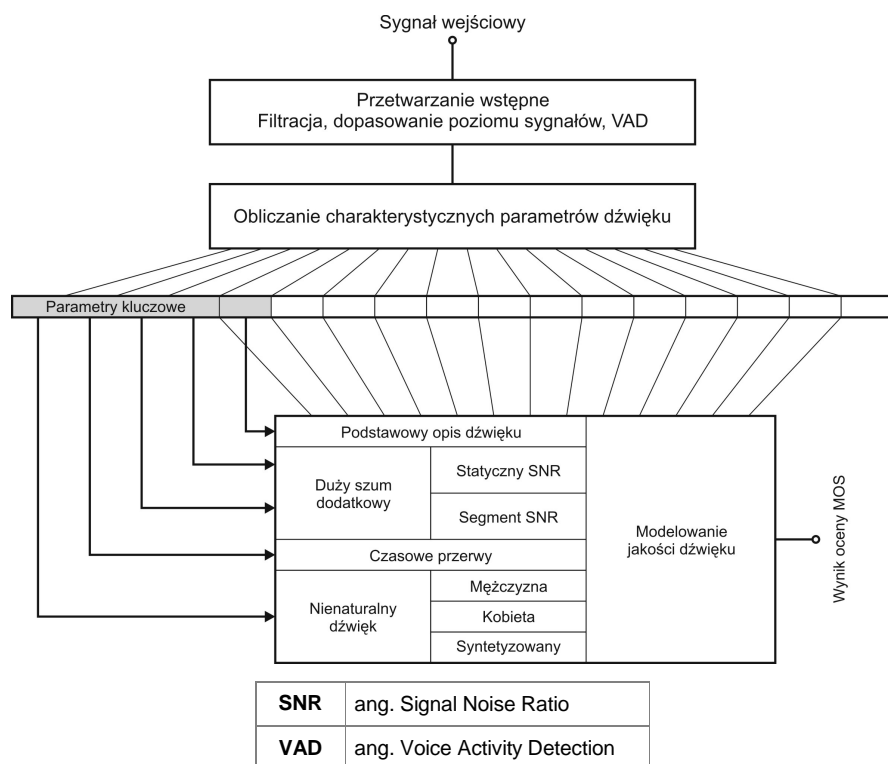 Sygnał wejściowy
Przetwarzanie wstępne
Filtracja, dopasowanie poziomu sygnałów, VAD
Obliczanie charakterystycznych parametrów dźwięku
Parametry kluczowe
Podstawowy opis dźwięku
Duży szum
dodatkowy
Statyczny SNR
Segment SNR
Czasowe przerwy
Nienaturalny
dźwięk
Mężczyzna
Kobieta
Syntetyzowany
Modelowanie
jakości dźwięku
Wynik oceny MOS
SNR ang. Signal Noise Ratio
VAD ang. Voice Activity Detection